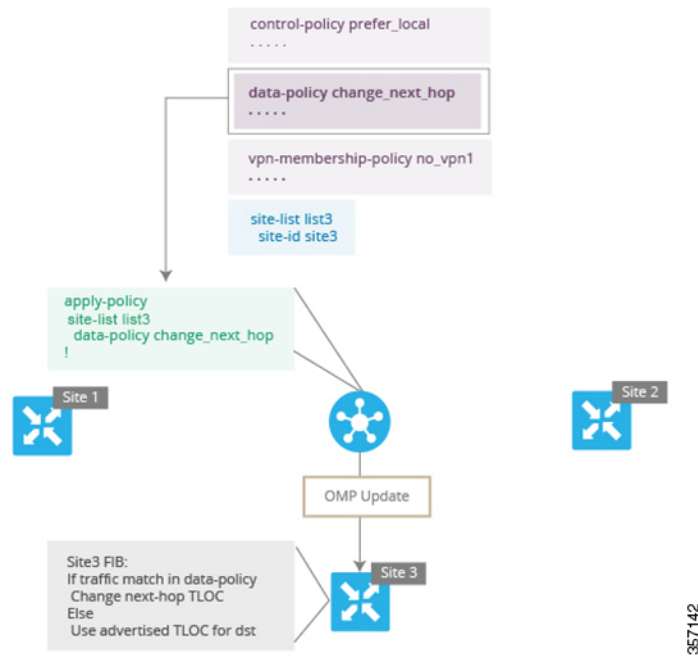 control-policy prefer_local
. . . . .
data-policy change_next_hop
. . . . .
vpn-membership-policy no_vpn1
. . . . .
site-list list3
site-id site3
apply-policy
site-list list3
data-policy change_next_hop
!
Site 1
Site 2
OMP Update
Site3 FIB:
If traffic match in data-policy
Change next-hop TLOC
Else
Use advertised TLOC for dst
Site 3
357142